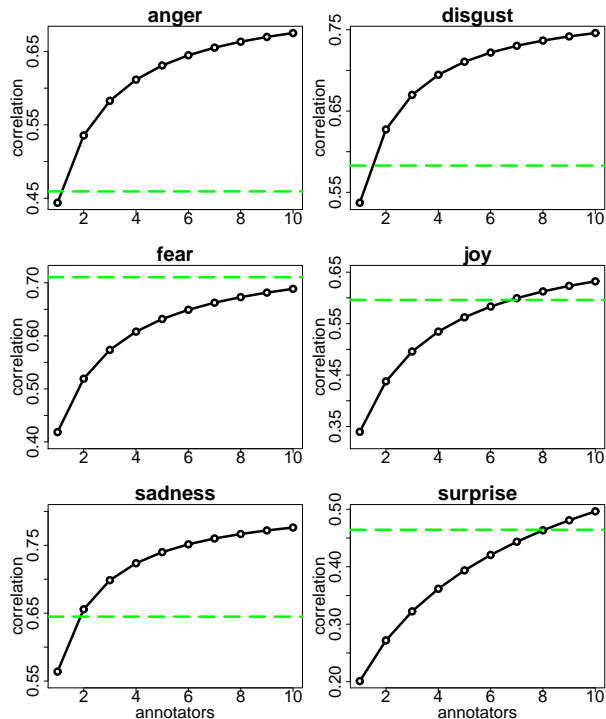 anger
correlation
0.45 0.55 0.65
2 4 6 8 10
disgust
correlation
0.55 0.65 0.75
2 4 6 8 10
fear
correlation
0.40 0.50 0.60 0.70
2 4 6 8 10
joy
correlation
0.35 0.45 0.55 0.65
2 4 6 8 10
sadness
correlation
0.55 0.65 0.75
2 4 6 8 10
annotators
surprise
correlation
0.20 0.30 0.40 0.50
2 4 6 8 10
annotators